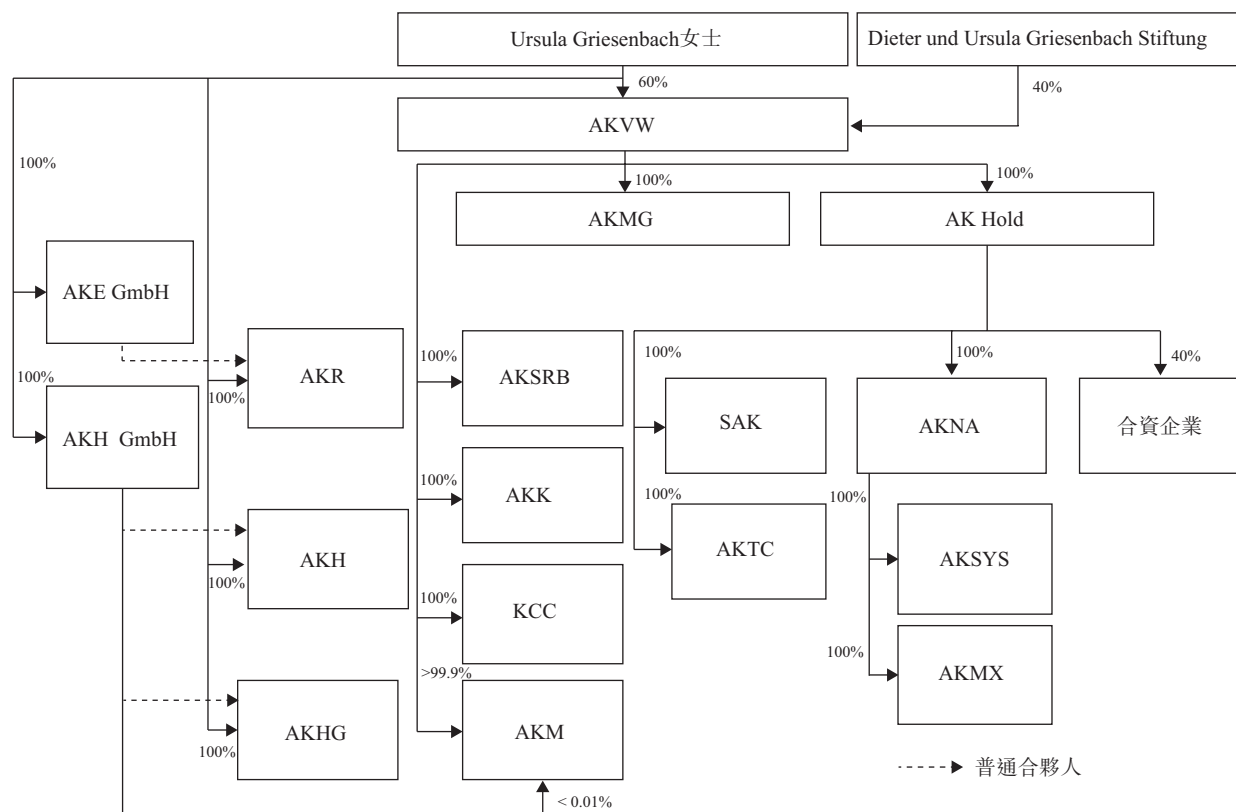 Ursula Griesenbach女士
Dieter und Ursula Griesenbach Stiftung
60%
40%
AKVW
100%
100%
100%
AKMG
AK Hold
AKE GmbH
AKR
100%
AKSRB
100%
100%
40%
100%
100%
AKH GmbH
SAK
AKNA
合資企業
100%
AKK
100%
100%
AKH
100%
AKTC
AKSYS
100%
KCC
100%
AKMX
>99.9%
AKHG
100%
AKM
普通合夥人
< 0.01%